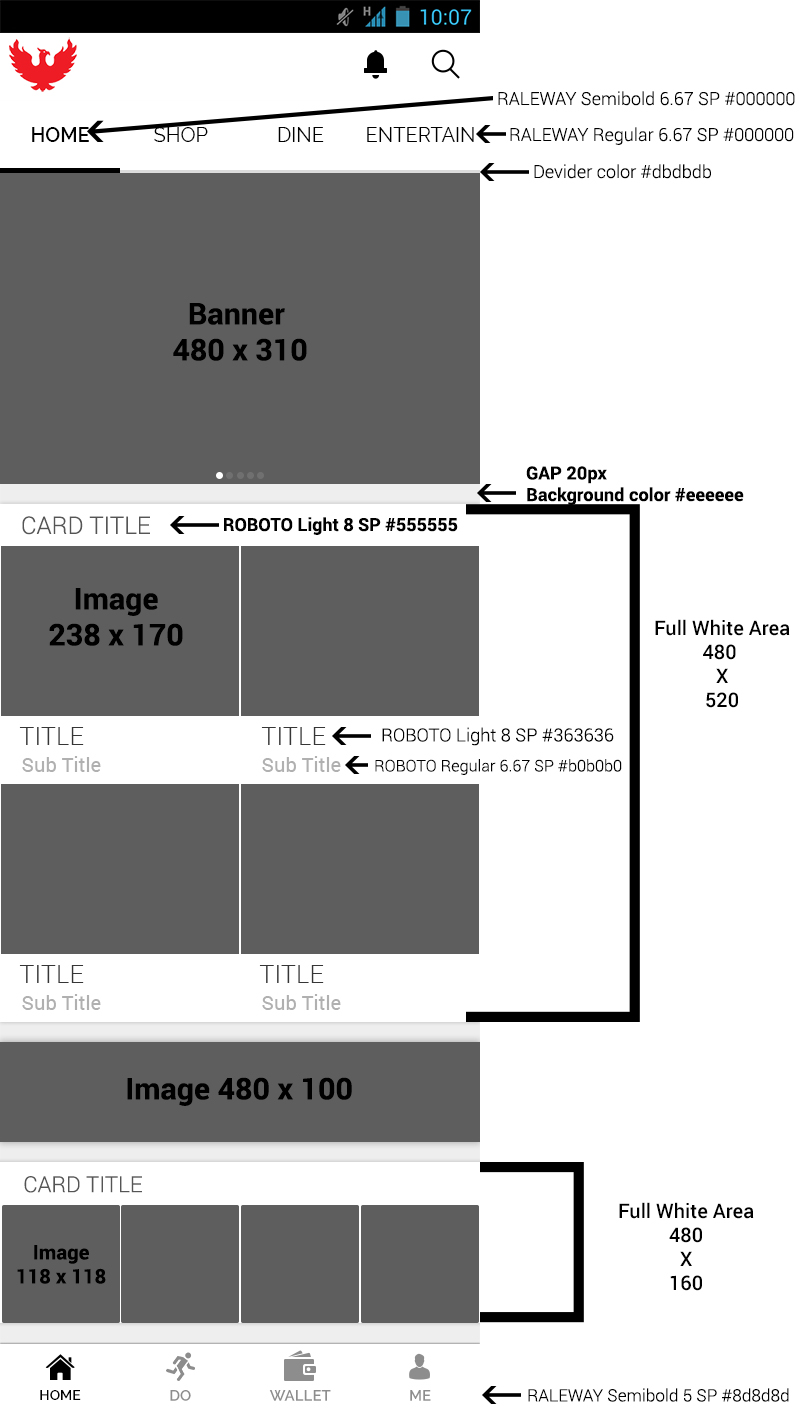 H 10:07
RALEWAY Semibold 6.67 SP #000000
HOME SHOP DINE ENTERTAIN
RALEWAY Regular 6.67 SP #000000
Devider color #dbdbdb
Banner
480 x 310
GAP 20px
Background color #eeeeee
CARD TITLE
ROBOTO Light 8 SP #555555
Image
238 x 170
Full White Area
480
X
520
TITLE
TITLE
ROBOTO Light 8 SP #363636
Sub Title
Sub Title
ROBOTO Regular 6.67 SP #b0b0b0
TITLE
TITLE
Sub Title
Sub Title
Image 480 x 100
CARD TITLE
Image
118 x 118
Full White Area
480
X
160
HOME DO WALLET ME
RALEWAY Semibold 5 SP #8d8d8d